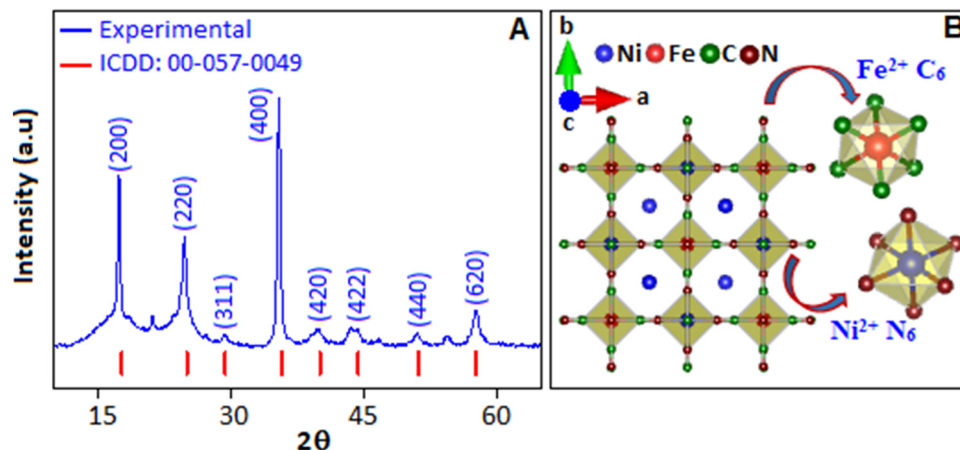 Experimental
ICDD: 00-057-0049
A
Intensity (a.u)
(200)
(220)
(311)
(400)
(420)
(422)
(440)
(620)
15 30 45 60
2θ
B
b
a
c
Ni Fe C N
Fe²⁺ C₆
Ni²⁺ N₆